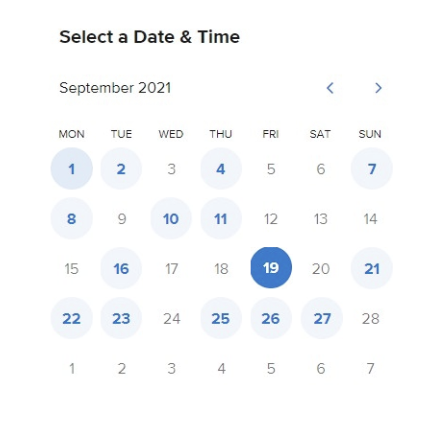 Select a Date & Time
September 2021
MON TUE WED THU FRI SAT SUN
1 2 3 4 5 6 7
8 9 10 11 12 13 14
15 16 17 18 19 20 21
22 23 24 25 26 27 28
1 2 3 4 5 6 7